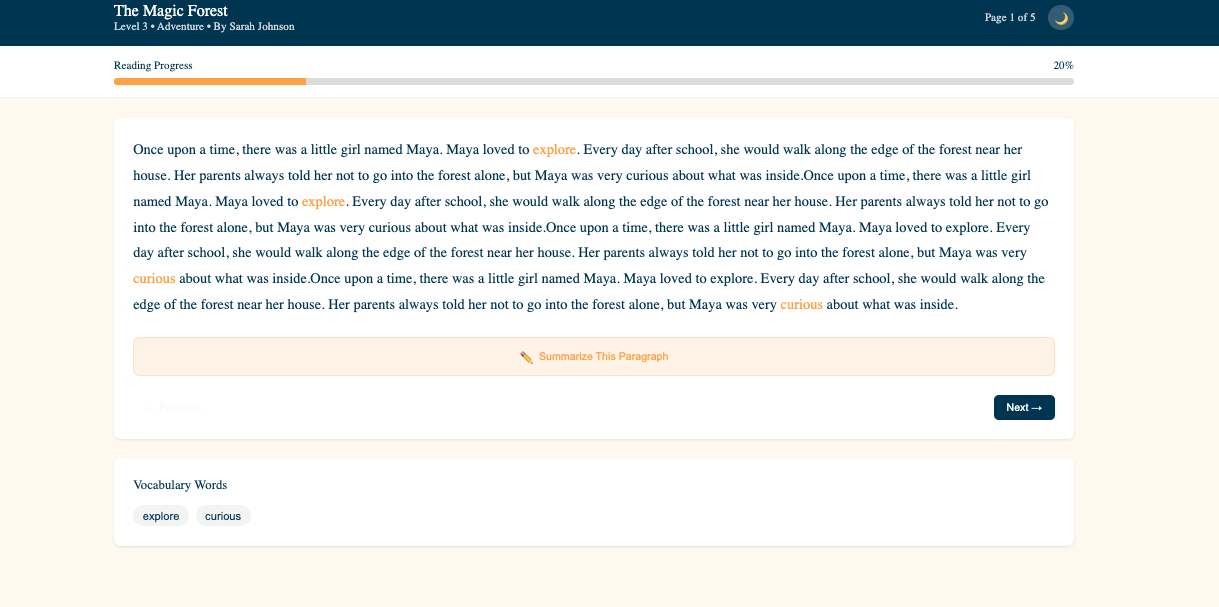 The Magic Forest
Level 3 • Adventure • By Sarah Johnson
Page 1 of 5
Reading Progress
20%
Once upon a time, there was a little girl named Maya. Maya loved to explore. Every day after school, she would walk along the edge of the forest near her
house. Her parents always told her not to go into the forest alone, but Maya was very curious about what was inside.Once upon a time, there was a little girl
named Maya. Maya loved to explore. Every day after school, she would walk along the edge of the forest near her house. Her parents always told her not to go
into the forest alone, but Maya was very curious about what was inside.Once upon a time, there was a little girl named Maya. Maya loved to explore. Every
day after school, she would walk along the edge of the forest near her house. Her parents always told her not to go into the forest alone, but Maya was very
curious about what was inside.Once upon a time, there was a little girl named Maya. Maya loved to explore. Every day after school, she would walk along the
edge of the forest near her house. Her parents always told her not to go into the forest alone, but Maya was very curious about what was inside.
✏️ Summarize This Paragraph
← Previous
Next →
Vocabulary Words
explore
curious